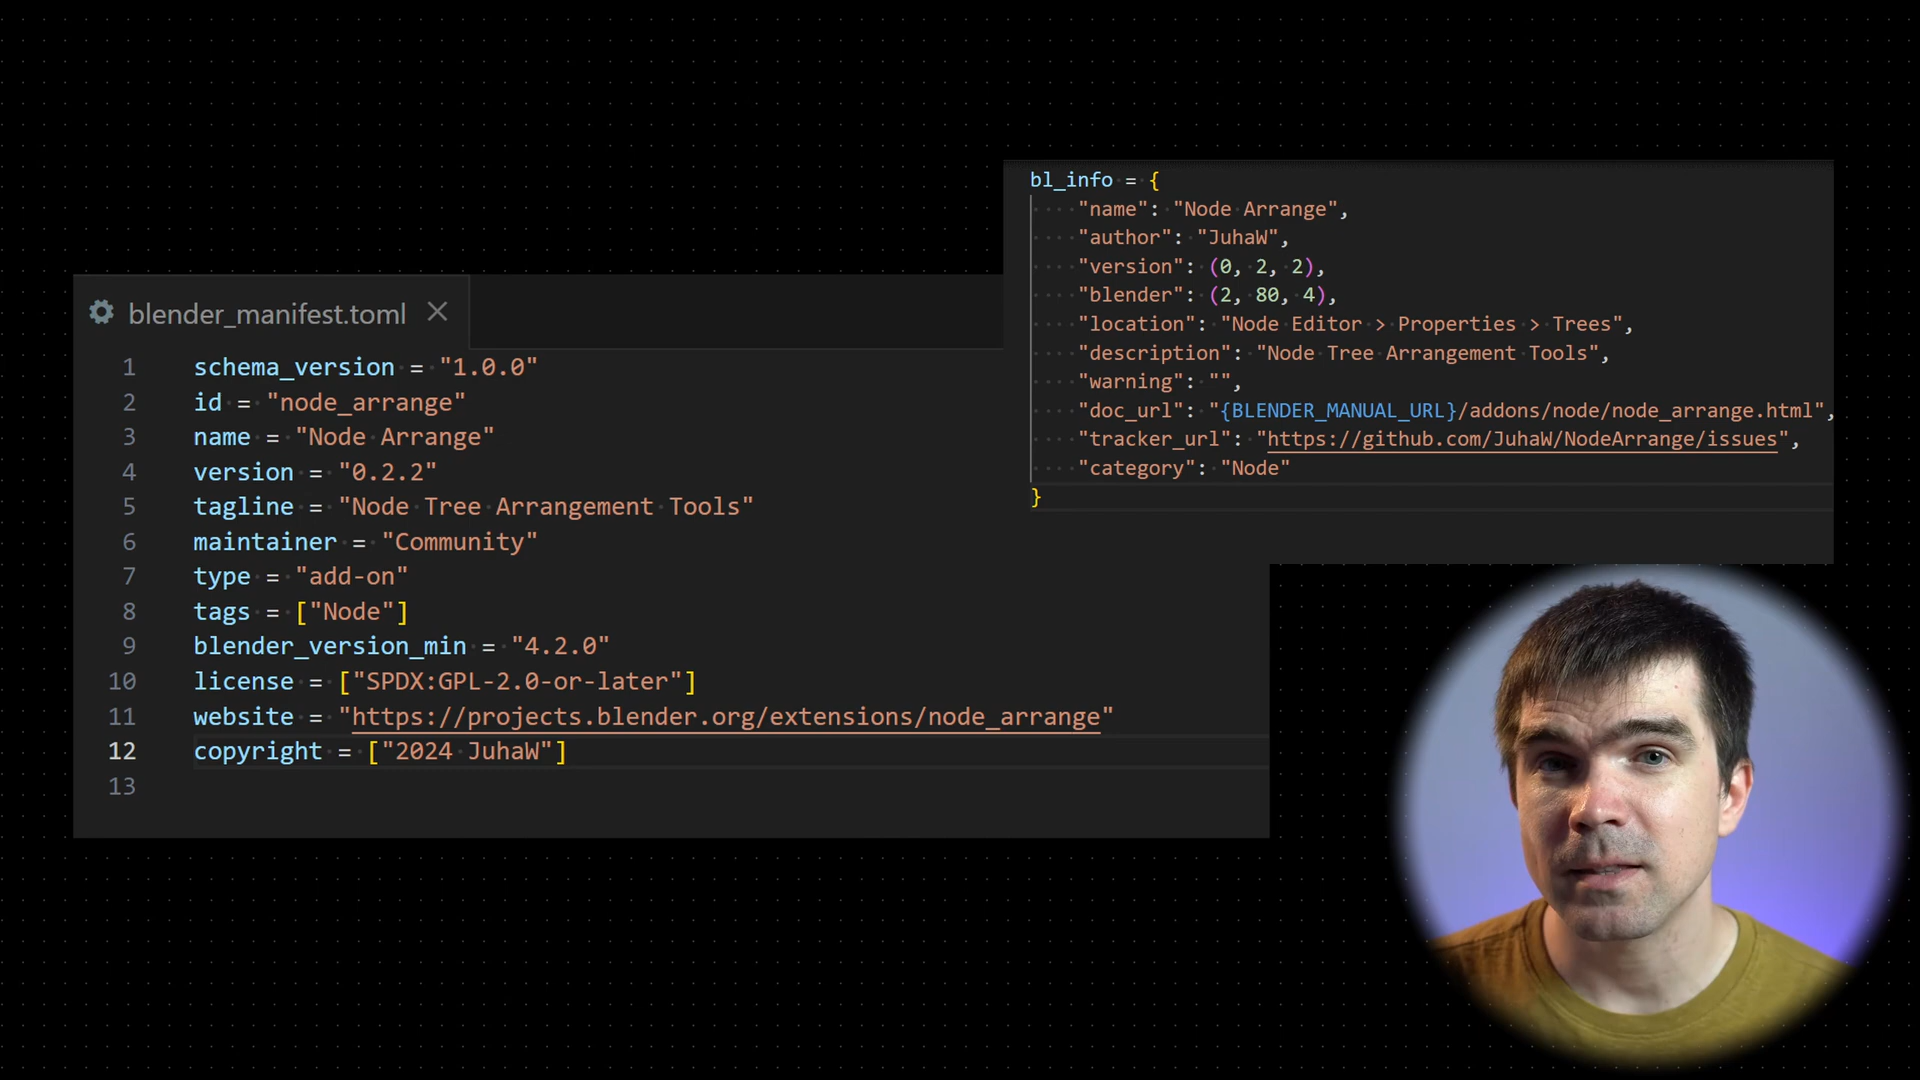 blender_manifest.toml
1 schema_version = "1.0.0"
2 id = "node_arrange"
3 name = "Node Arrange"
4 version = "0.2.2"
5 tagline = "Node Tree Arrangement Tools"
6 maintainer = "Community"
7 type = "add-on"
8 tags = ["Node"]
9 blender_version_min = "4.2.0"
10 license = ["SPDX:GPL-2.0-or-later"]
11 website = "https://projects.blender.org/extensions/node_arrange"
12 copyright = ["2024 JuhaW"]
13
bl_info = {
"name": "Node Arrange",
"author": "JuhaW",
"version": (0, 2, 2),
"blender": (2, 80, 4),
"location": "Node Editor > Properties > Trees",
"description": "Node Tree Arrangement Tools",
"warning": "",
"doc_url": "{BLENDER_MANUAL_URL}/addons/node/node_arrange.html",
"tracker_url": "https://github.com/JuhaW/NodeArrange/issues",
"category": "Node"
}